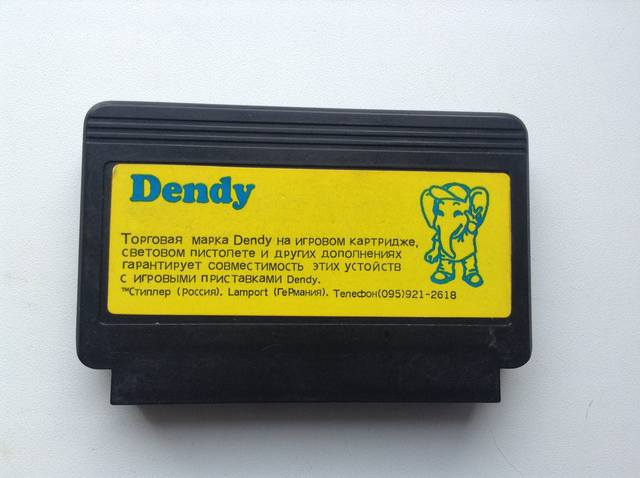 Dendy
Торговая марка Dendy на игровом картридже,
световом пистолете и других дополнениях
гарантирует совместимость этих устойств
с игровыми приставками Dendy.
™Стиплер (Россия). Lamport (ГеРмания). Телефон(095)921-2618